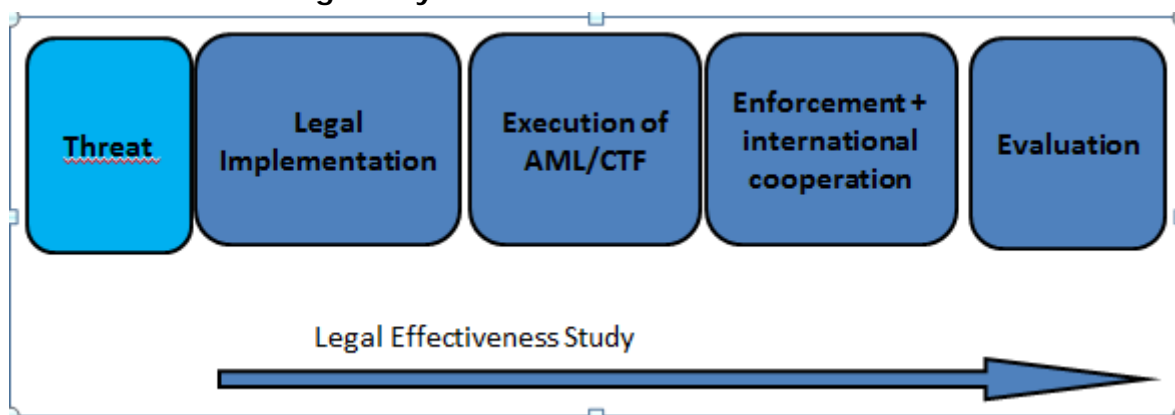 Threat
Legal
Implementation
Execution of
AML/CTF
Enforcement +
international
cooperation
Evaluation
Legal Effectiveness Study